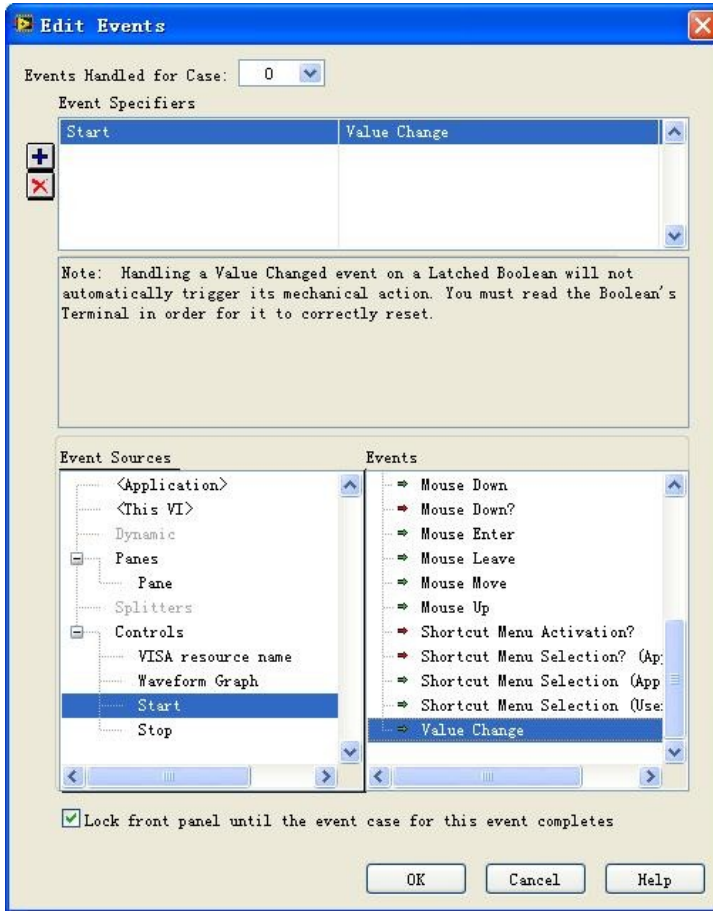 Edit Events
Events Handled for Case: 0
Event Specifiers
Start Value Change
Note: Handling a Value Changed event on a Latched Boolean will not
automatically trigger its mechanical action. You must read the Boolean's
Terminal in order for it to correctly reset.
Event Sources Events
<Application> Mouse Down
<This VI> Mouse Down?
Dynamic Mouse Enter
Panes Mouse Leave
Pane Mouse Move
Splitters Mouse Up
Controls Shortcut Menu Activation?
VISA resource name Shortcut Menu Selection? (Ap
Waveform Graph Shortcut Menu Selection (App
Start Shortcut Menu Selection (Use
Stop Value Change
Lock front panel until the event case for this event completes
OK Cancel Help